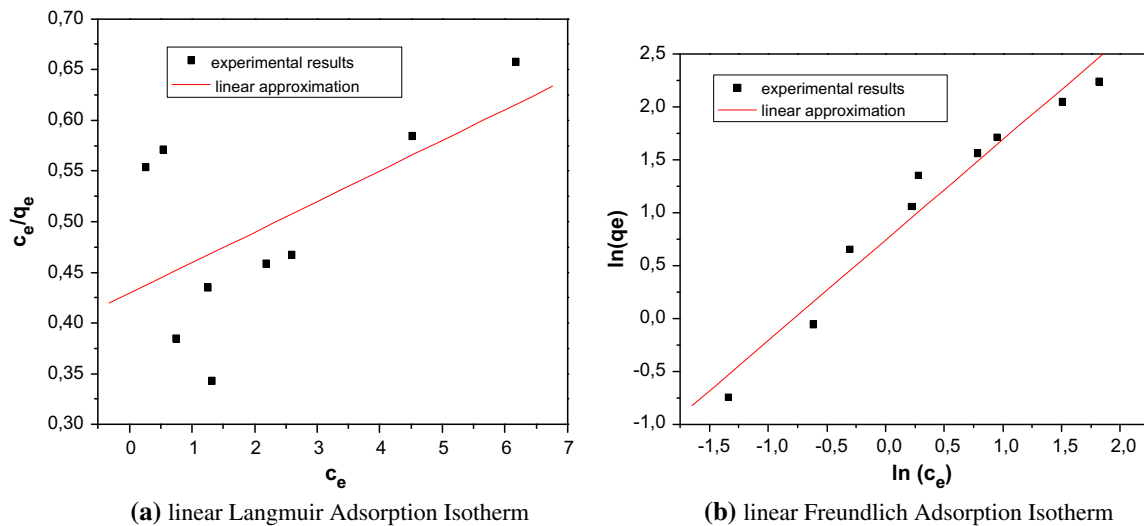 0,70
0,65
0,60
0,55
0,50
0,45
0,40
0,35
0,30
c_e/q_e
experimental results
linear approximation
0 1 2 3 4 5 6 7
c_e
(a) linear Langmuir Adsorption Isotherm
2,5
2,0
1,5
1,0
0,5
0,0
-0,5
-1,0
ln(qe)
experimental results
linear approximation
-1,5 -1,0 -0,5 0,0 0,5 1,0 1,5 2,0
ln (c_e)
(b) linear Freundlich Adsorption Isotherm